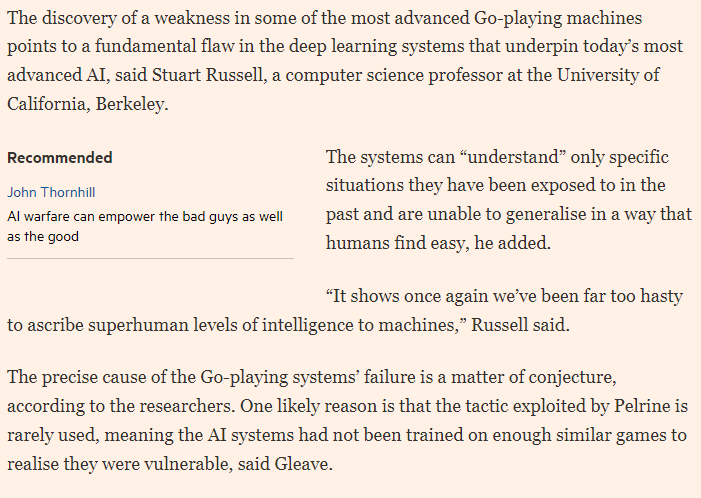 The discovery of a weakness in some of the most advanced Go-playing machines
points to a fundamental flaw in the deep learning systems that underpin today’s most
advanced AI, said Stuart Russell, a computer science professor at the University of
California, Berkeley.
Recommended
John Thornhill
AI warfare can empower the bad guys as well
as the good
The systems can “understand” only specific
situations they have been exposed to in the
past and are unable to generalise in a way that
humans find easy, he added.
“It shows once again we’ve been far too hasty
to ascribe superhuman levels of intelligence to machines,” Russell said.
The precise cause of the Go-playing systems’ failure is a matter of conjecture,
according to the researchers. One likely reason is that the tactic exploited by Pelrine is
rarely used, meaning the AI systems had not been trained on enough similar games to
realise they were vulnerable, said Gleave.